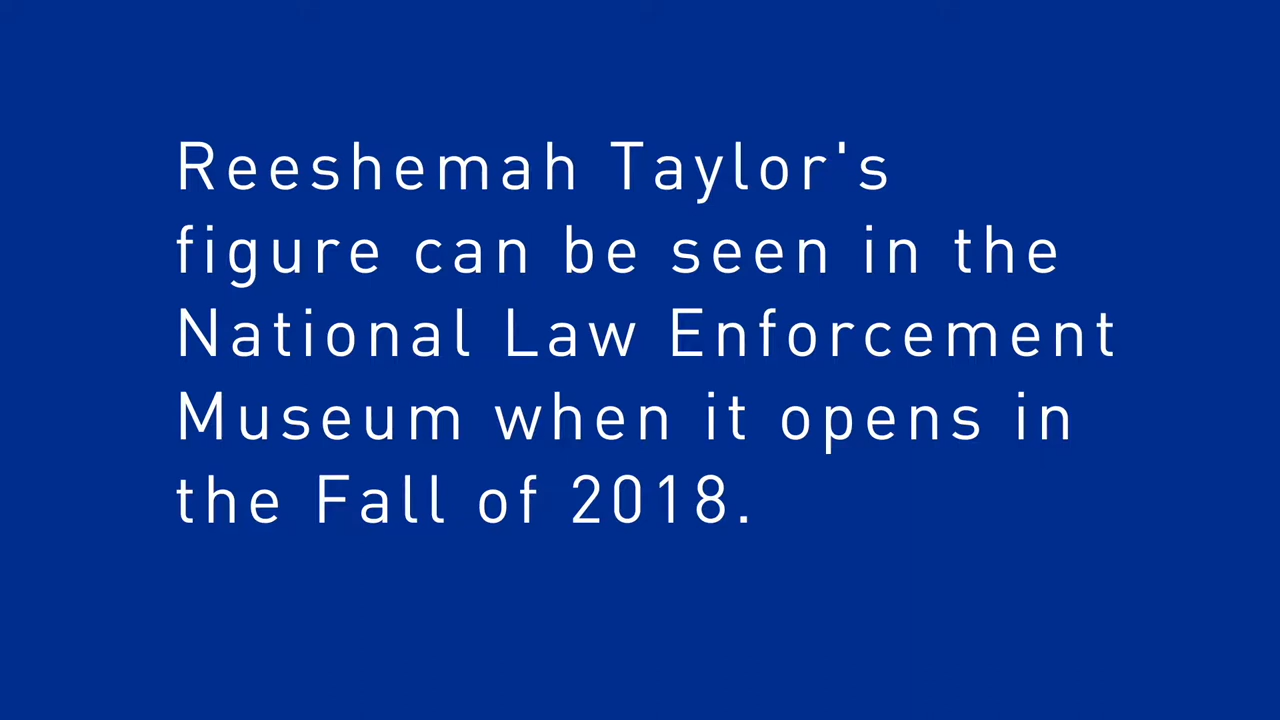 Reeshemah Taylor's
figure can be seen in the
National Law Enforcement
Museum when it opens in
the Fall of 2018.